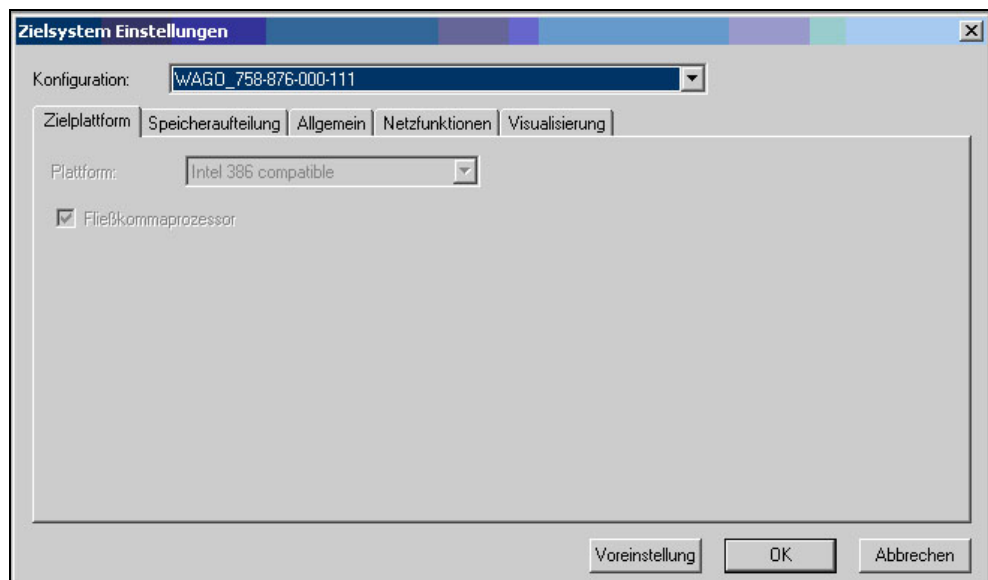 Zielsystem Einstellungen
Konfiguration: WAGO_758-876-000-111
Zielplattform Speicheraufteilung Allgemein Netzfunktionen Visualisierung
Plattform: Intel 386 compatible
Fließkommaprozessor
Voreinstellung OK Abbrechen